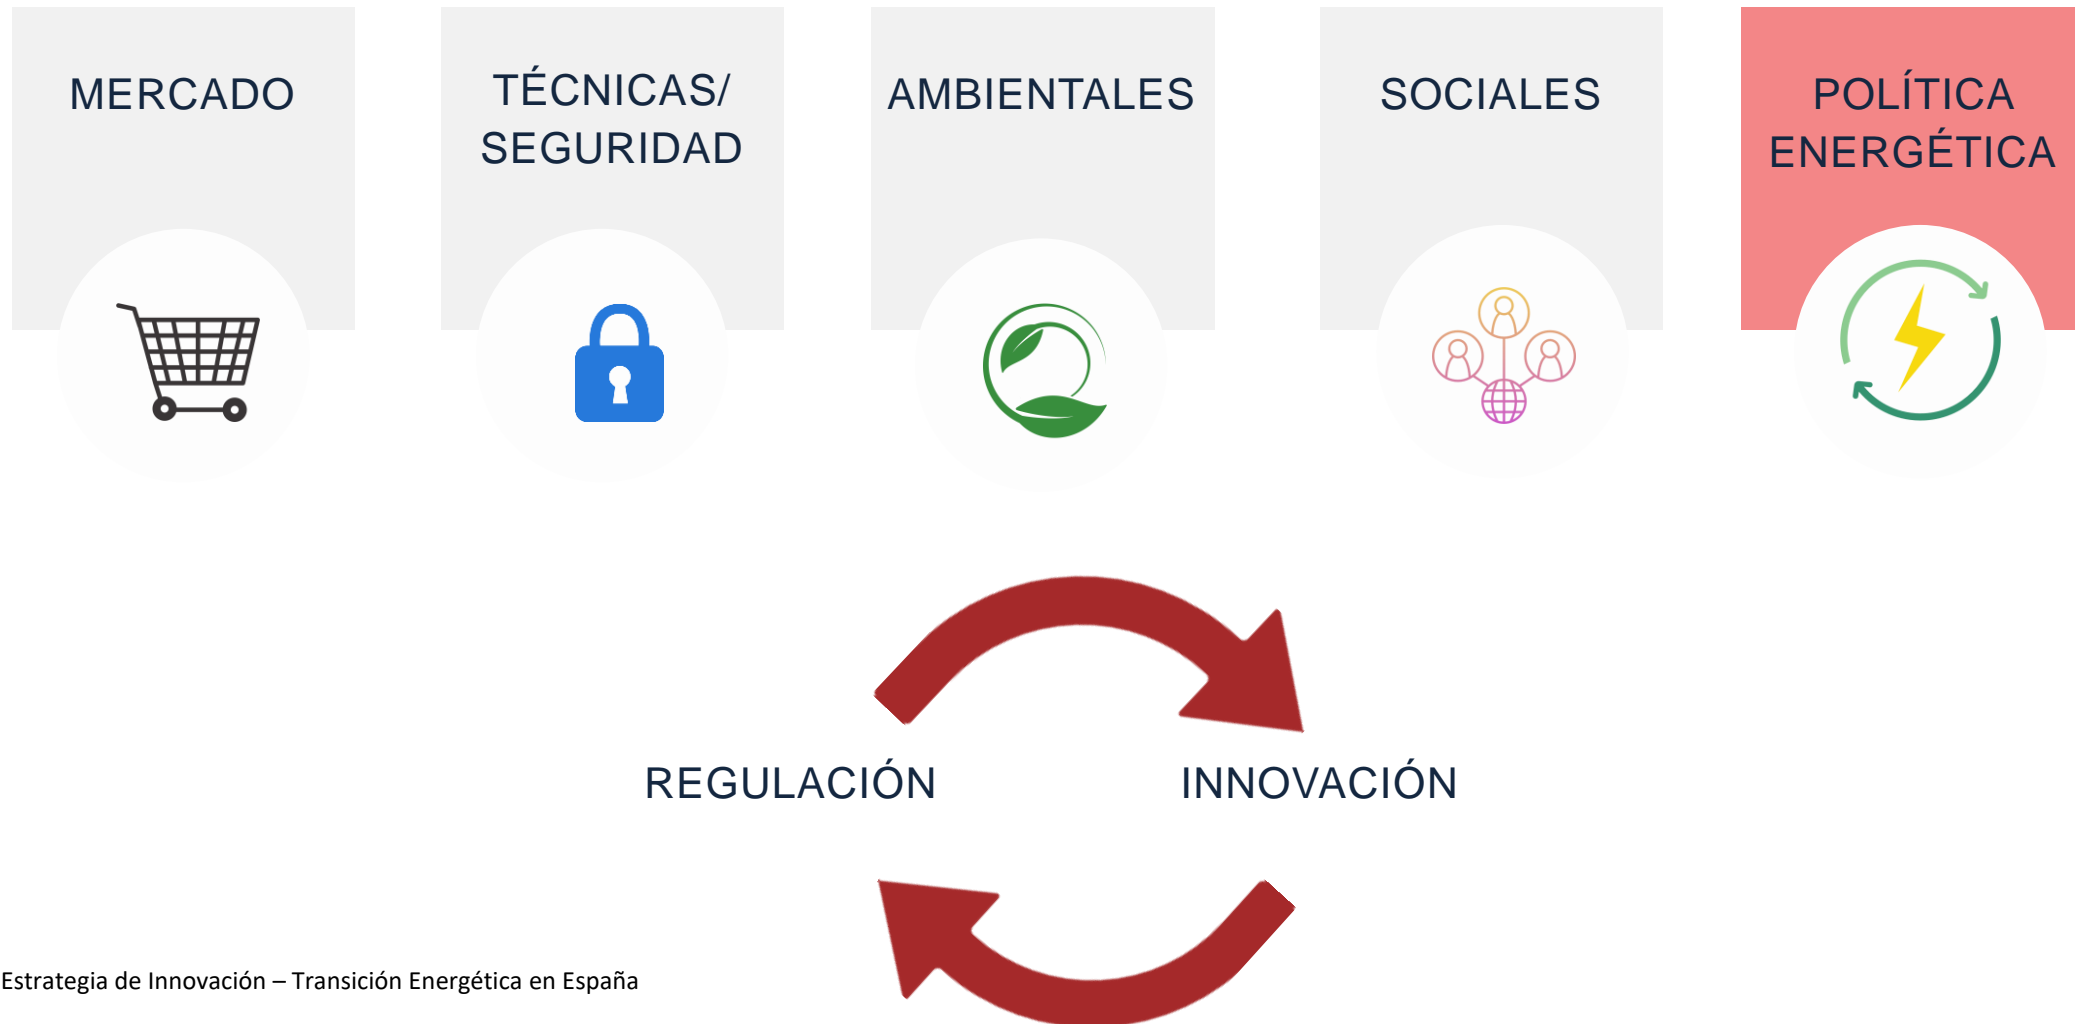 MERCADO
TÉCNICAS/
SEGURIDAD
AMBIENTALES
SOCIALES
POLÍTICA
ENERGÉTICA
REGULACIÓN
INNOVACIÓN
Estrategia de Innovación – Transición Energética en España